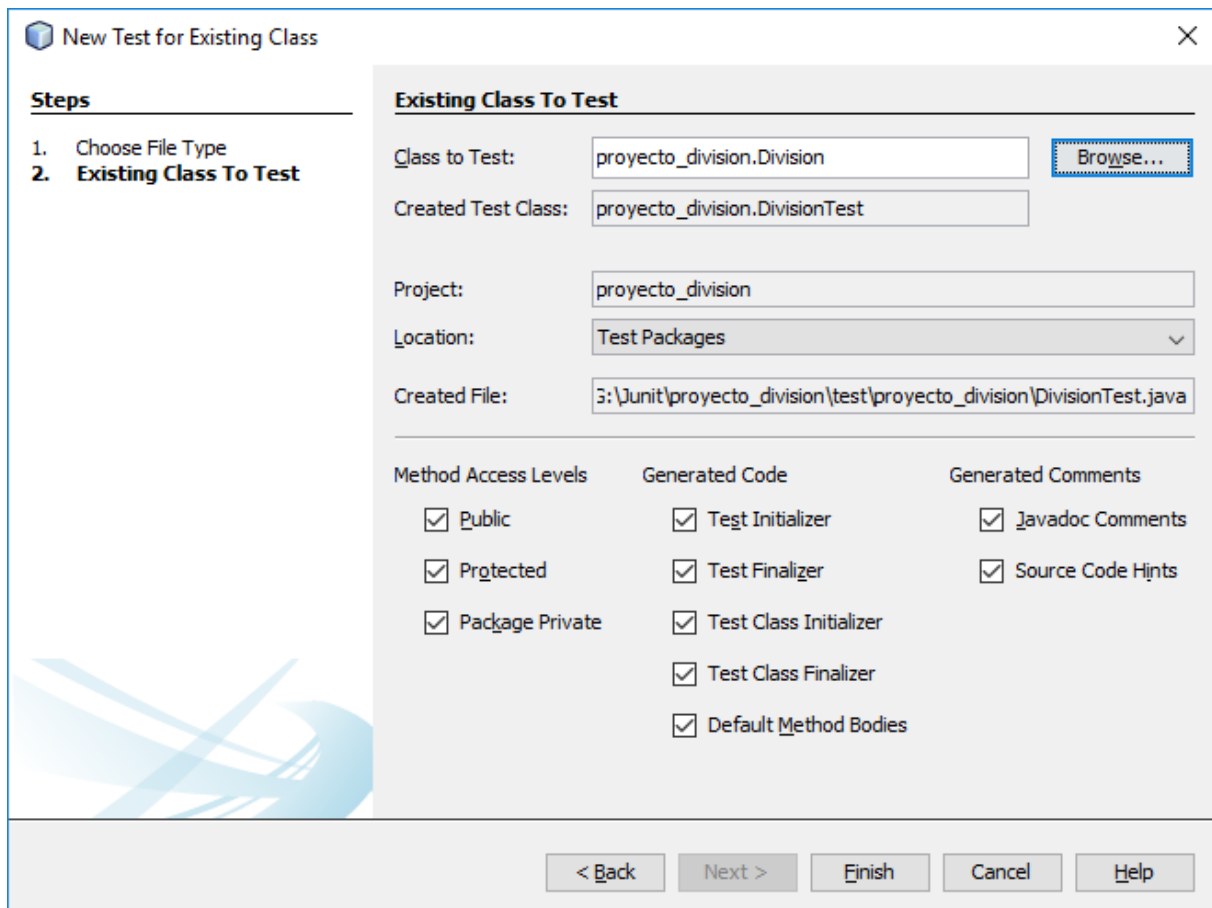 New Test for Existing Class
Steps
1. Choose File Type
2. Existing Class To Test
Existing Class To Test
Class to Test: proyecto_division.Division Browse...
Created Test Class: proyecto_division.DivisionTest
Project: proyecto_division
Location: Test Packages
Created File: :\Junit\proyecto_division\test\proyecto_division\DivisionTest.java
Method Access Levels Generated Code Generated Comments
Public Test Initializer Javadoc Comments
Protected Test Finalizer Source Code Hints
Package Private Test Class Initializer
Test Class Finalizer
Default Method Bodies
< Back Next > Finish Cancel Help